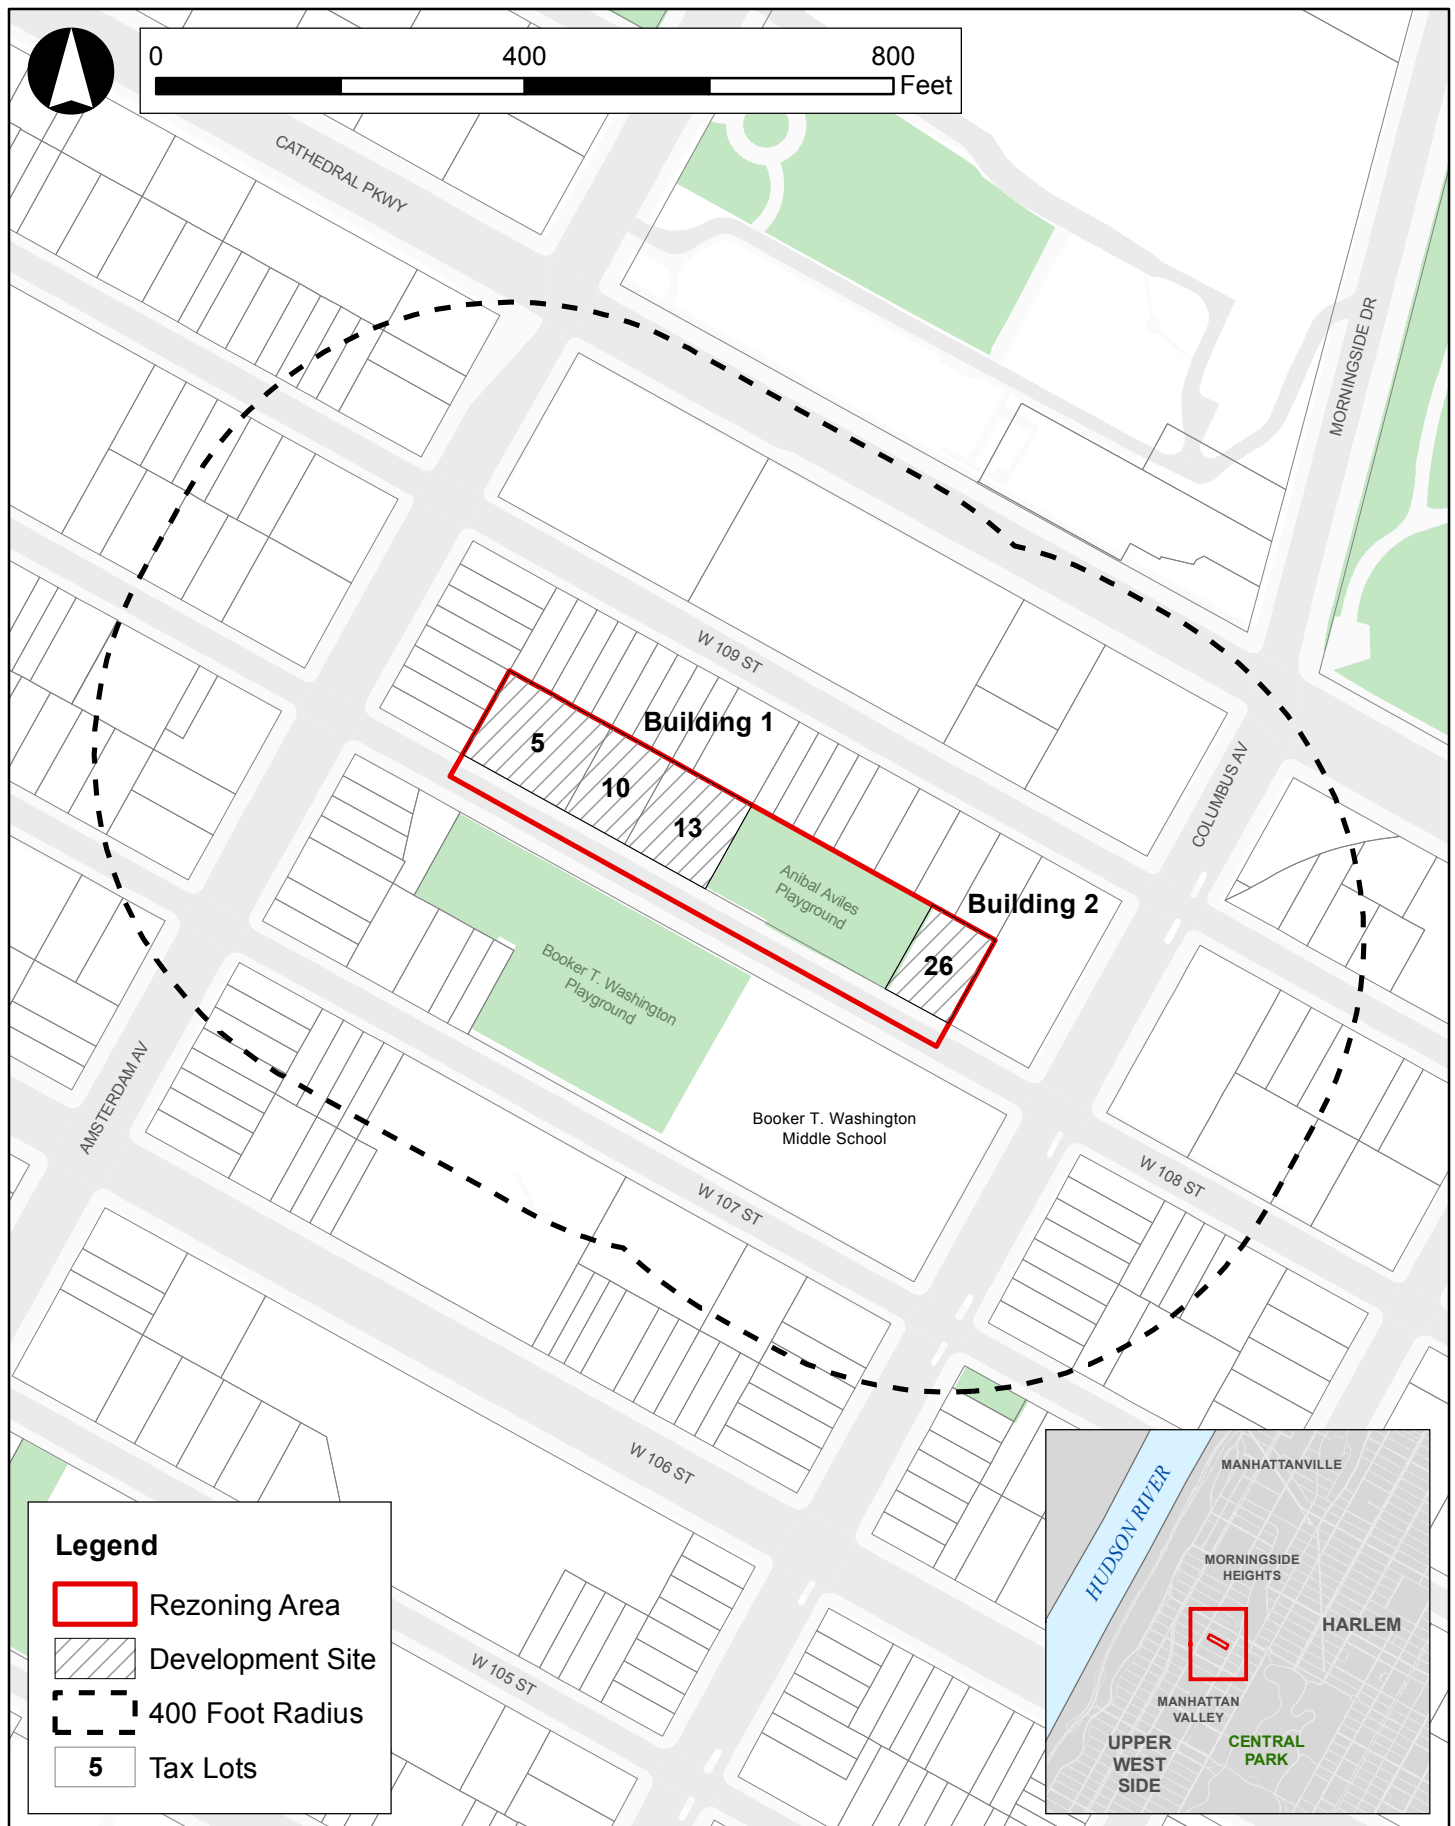 0 400 800
Feet
CATHEDRAL PKWY
MORNINGSIDE DR
W 109 ST
Building 1
5
10
13
COLUMBUS AV
Anibal Aviles
Playground
Building 2
26
Booker T. Washington
Playground
AMSTERDAM AV
Booker T. Washington
Middle School
W 108 ST
W 107 ST
W 106 ST
W 105 ST
Legend
Rezoning Area
Development Site
400 Foot Radius
5 Tax Lots
HUDSON RIVER
MANHATTANVILLE
MORNINGSIDE
HEIGHTS
HARLEM
MANHATTAN
VALLEY
UPPER
WEST
SIDE
CENTRAL
PARK